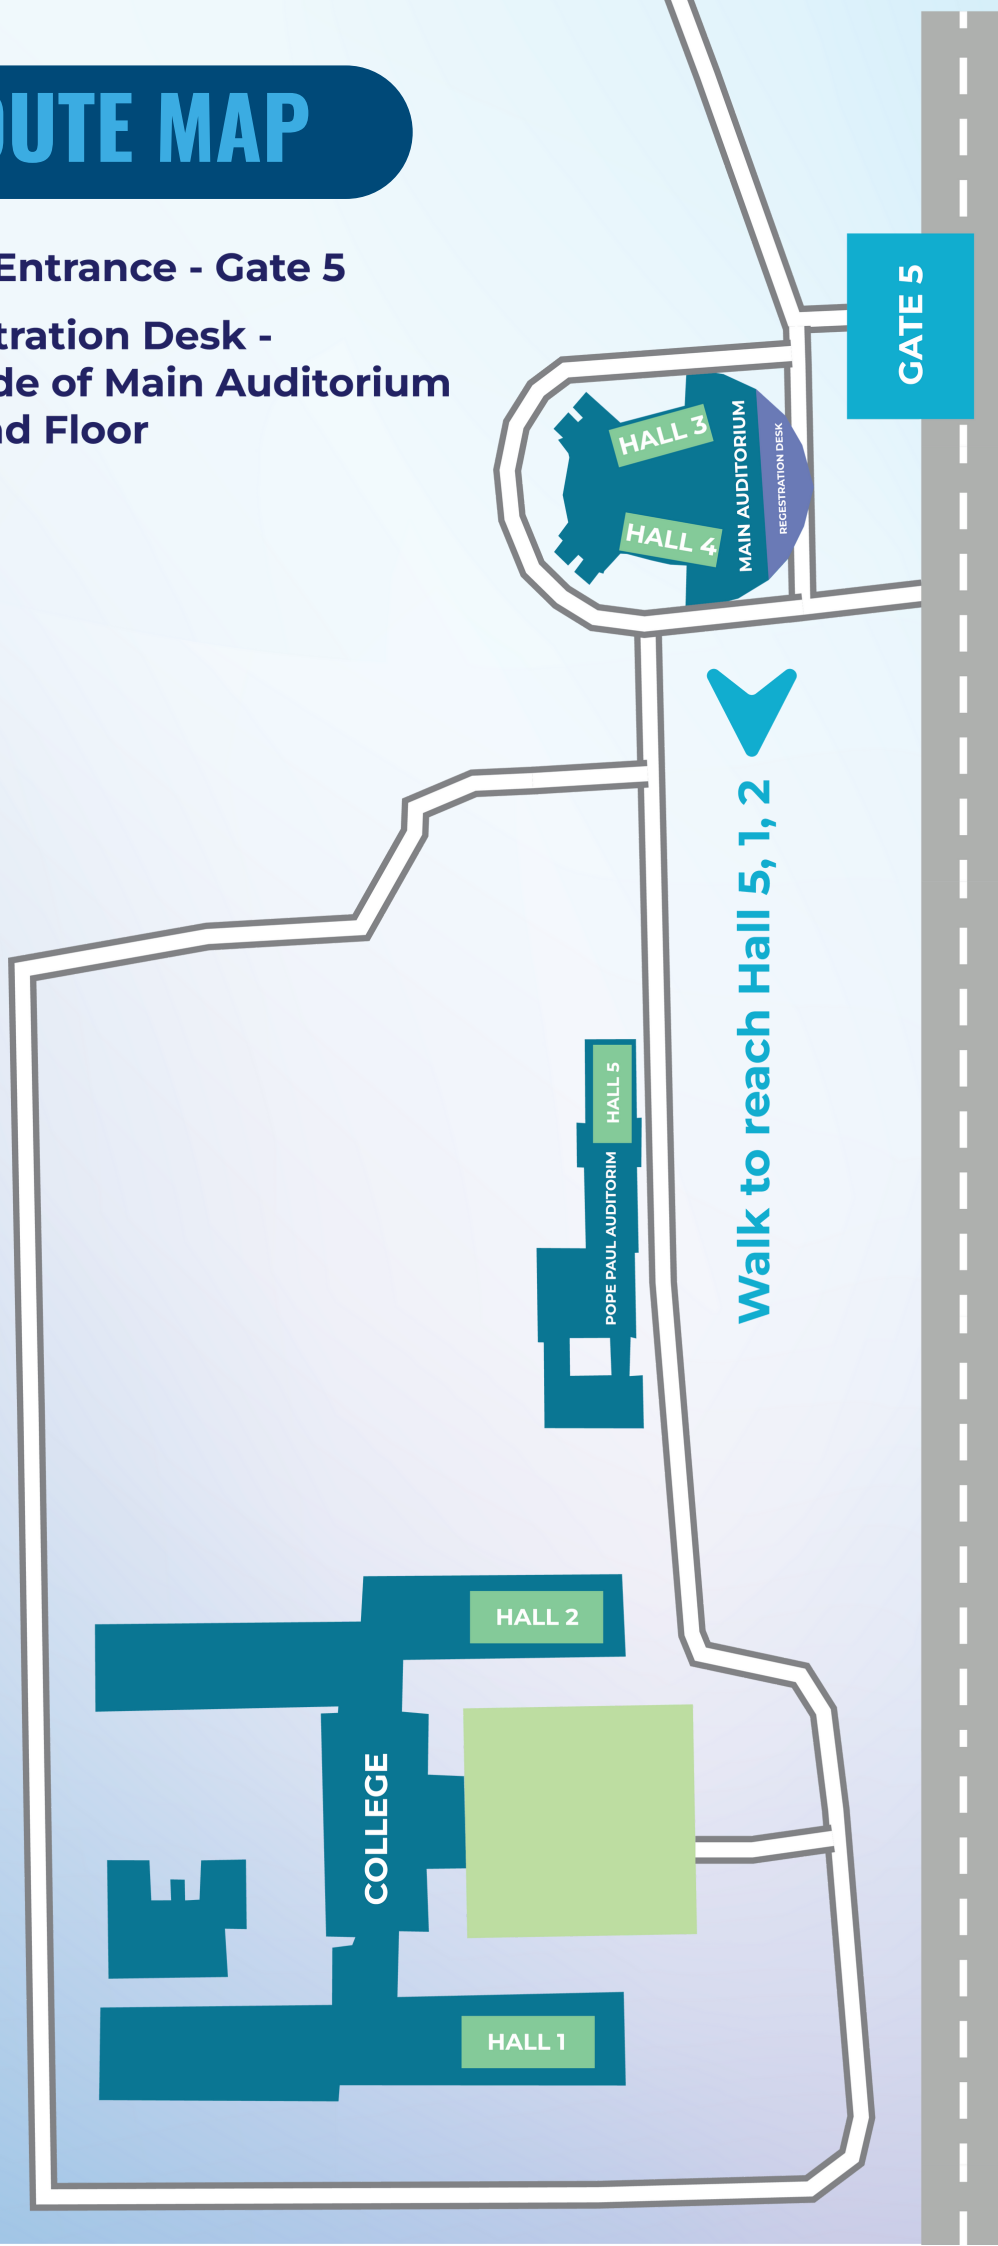 OUTE MAP
Entrance - Gate 5
tration Desk -
de of Main Auditorium
nd Floor
GATE 5
HALL 3
MAIN AUDITORIUM
REGESTRATION DESK
HALL 4
Walk to reach Hall 5, 1, 2
HALL 5
POPE PAUL AUDITORIM
HALL 2
COLLEGE
HALL 1